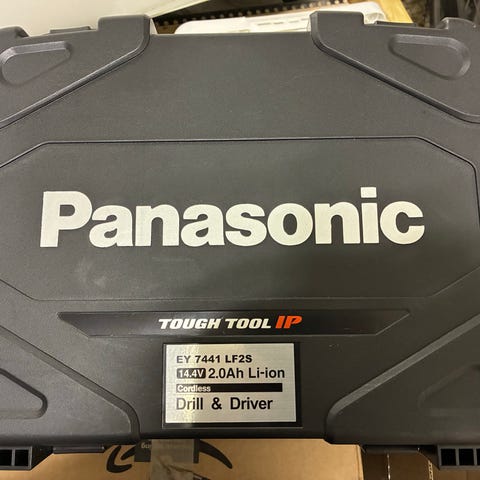 Panasonic
TOUGH TOOL IP
EY 7441 LF2S
14.4V 2.0Ah Li-ion
Cordless
Drill & Driver